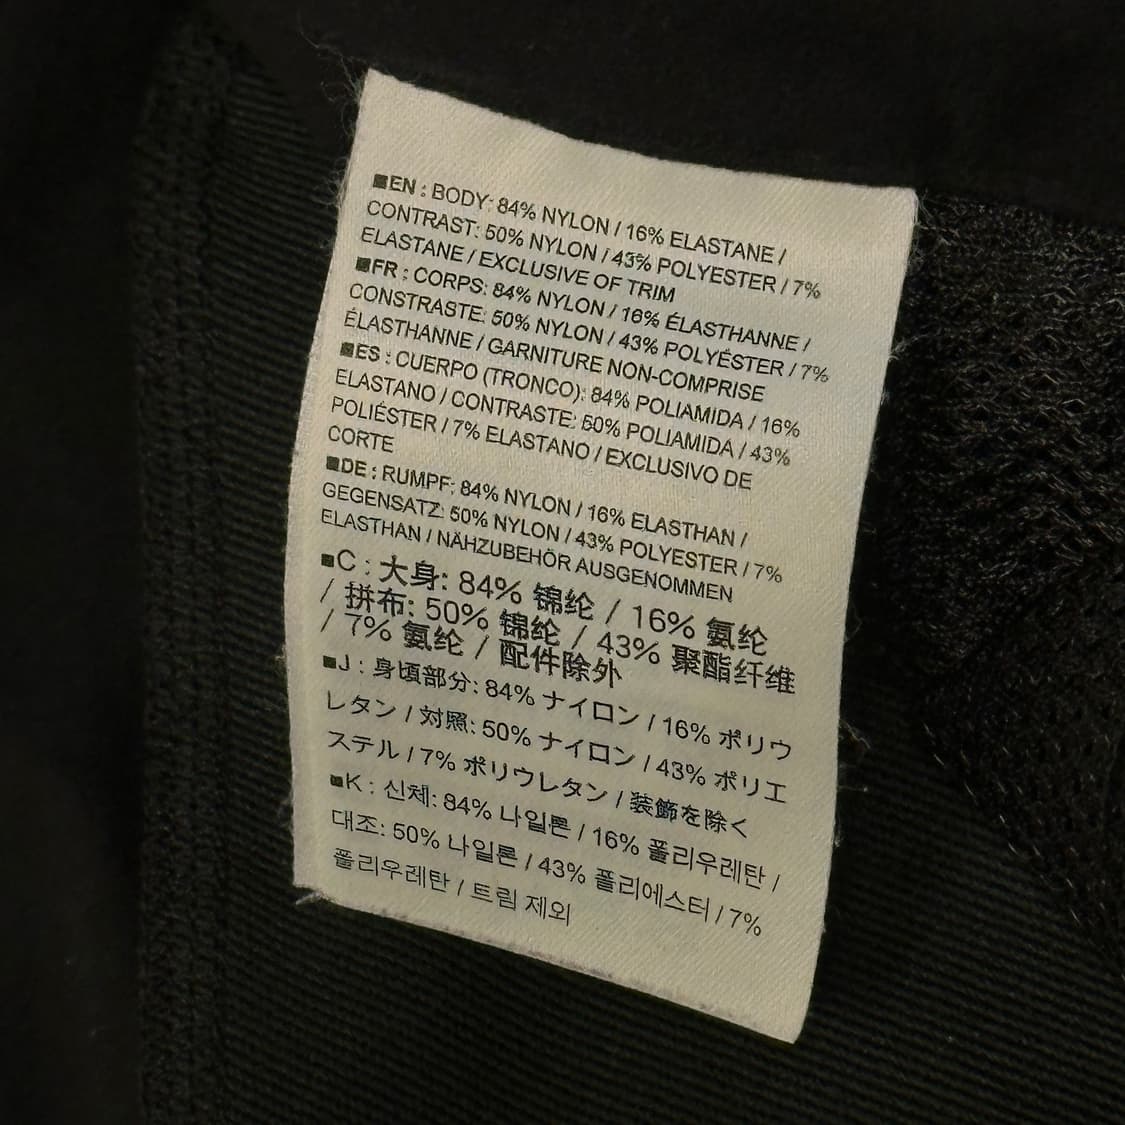 ■EN : BODY: 84% NYLON / 16% ELASTANE /
CONTRAST: 50% NYLON / 43% POLYESTER / 7%
ELASTANE / EXCLUSIVE OF TRIM
■FR : CORPS: 84% NYLON / 16% ÉLASTHANNE /
CONSTRASTE: 50% NYLON / 43% POLYÉSTER / 7%
ÉLASTHANNE / GARNITURE NON-COMPRISE
■ES : CUERPO (TRONCO): 84% POLIAMIDA / 16%
ELASTANO / CONTRASTE: 50% POLIAMIDA / 43%
POLIÉSTER / 7% ELASTANO / EXCLUSIVO DE
CORTE
■DE : RUMPF: 84% NYLON / 16% ELASTHAN /
GEGENSATZ: 50% NYLON / 43% POLYESTER / 7%
ELASTHAN / NÄHZUBEHÖR AUSGENOMMEN
■C : 大身: 84% 锦纶 / 16% 氨纶
/ 拼布: 50% 锦纶 / 43% 聚酯纤维
/ 7% 氨纶 / 配件除外
■J : 身頃部分: 84% ナイロン / 16% ポリウ
レタン / 対照: 50% ナイロン / 43% ポリエ
ステル / 7% ポリウレタン / 装飾を除く
■K : 신체: 84% 나일론 / 16% 폴리우레탄 /
대조: 50% 나일론 / 43% 폴리에스터 / 7%
폴리우레탄 / 트림 제외